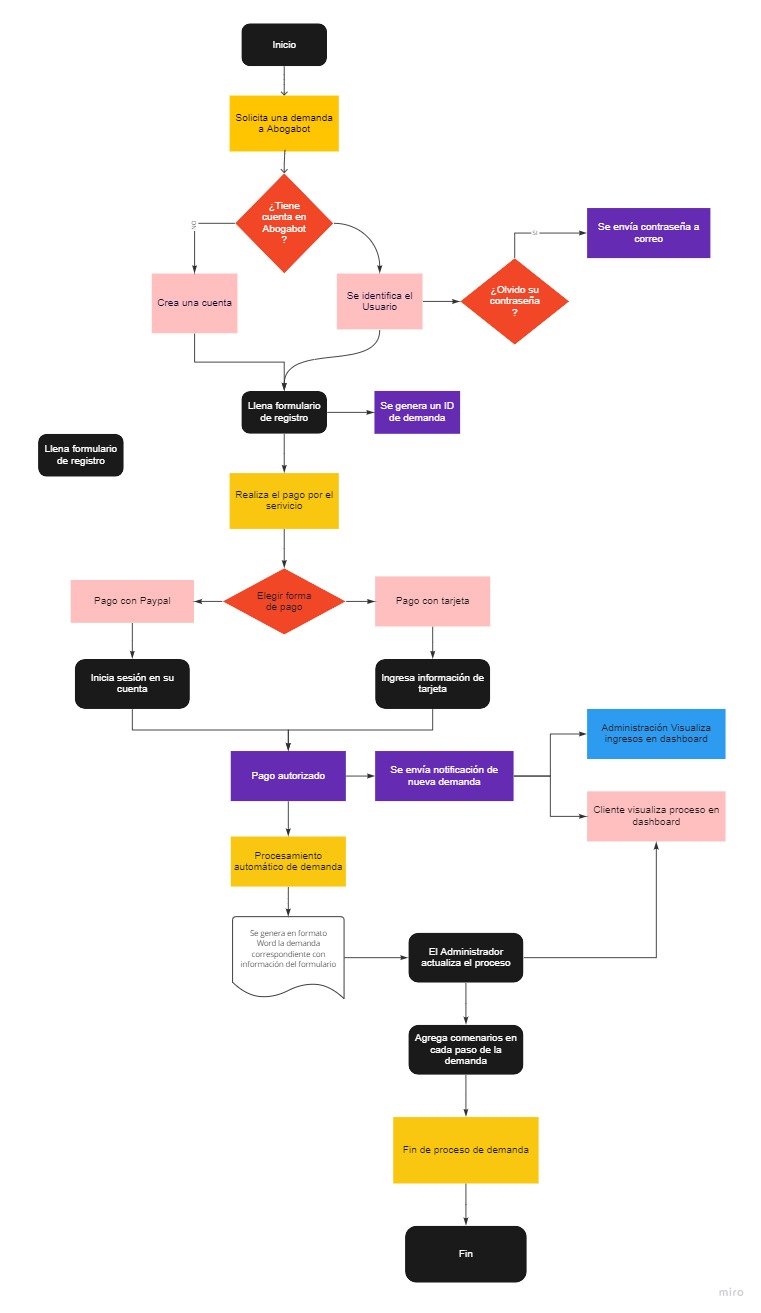 Inicio
Solicita una demanda
a Abogabot
¿Tiene
cuenta en
Abogabot
?
NO
Crea una cuenta
Se identifica el
Usuario
¿Olvido su
contraseña
?
SI
Se envía contraseña a
correo
Llena formulario
de registro
Se genera un ID
de demanda
Llena formulario
de registro
Realiza el pago por el
serivicio
Elegir forma
de pago
Pago con Paypal
Pago con tarjeta
Inicia sesión en su
cuenta
Ingresa información de
tarjeta
Pago autorizado
Se envía notificación de
nueva demanda
Administración Visualiza
ingresos en dashboard
Cliente visualiza proceso en
dashboard
Procesamiento
automático de demanda
Se genera en formato
Word la demanda
correspondiente con
información del formulario
El Administrador
actualiza el proceso
Agrega comenarios en
cada paso de la
demanda
Fin de proceso de demanda
Fin
miro